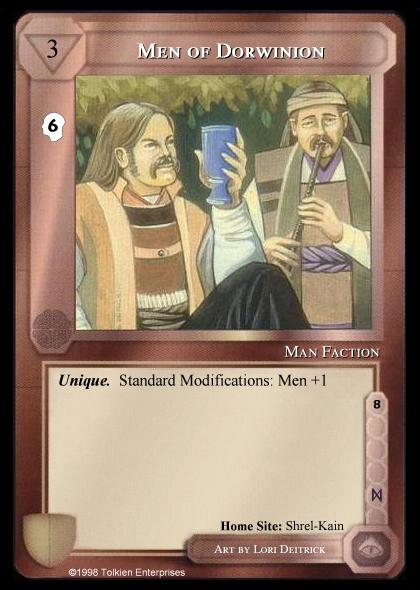 3
MEN OF DORWINION
6
MAN FACTION
Unique. Standard Modifications: Men +1
8
ᛞ
Home Site: Shrel-Kain
ART BY LORI DEITRICK
©1998 Tolkien Enterprises